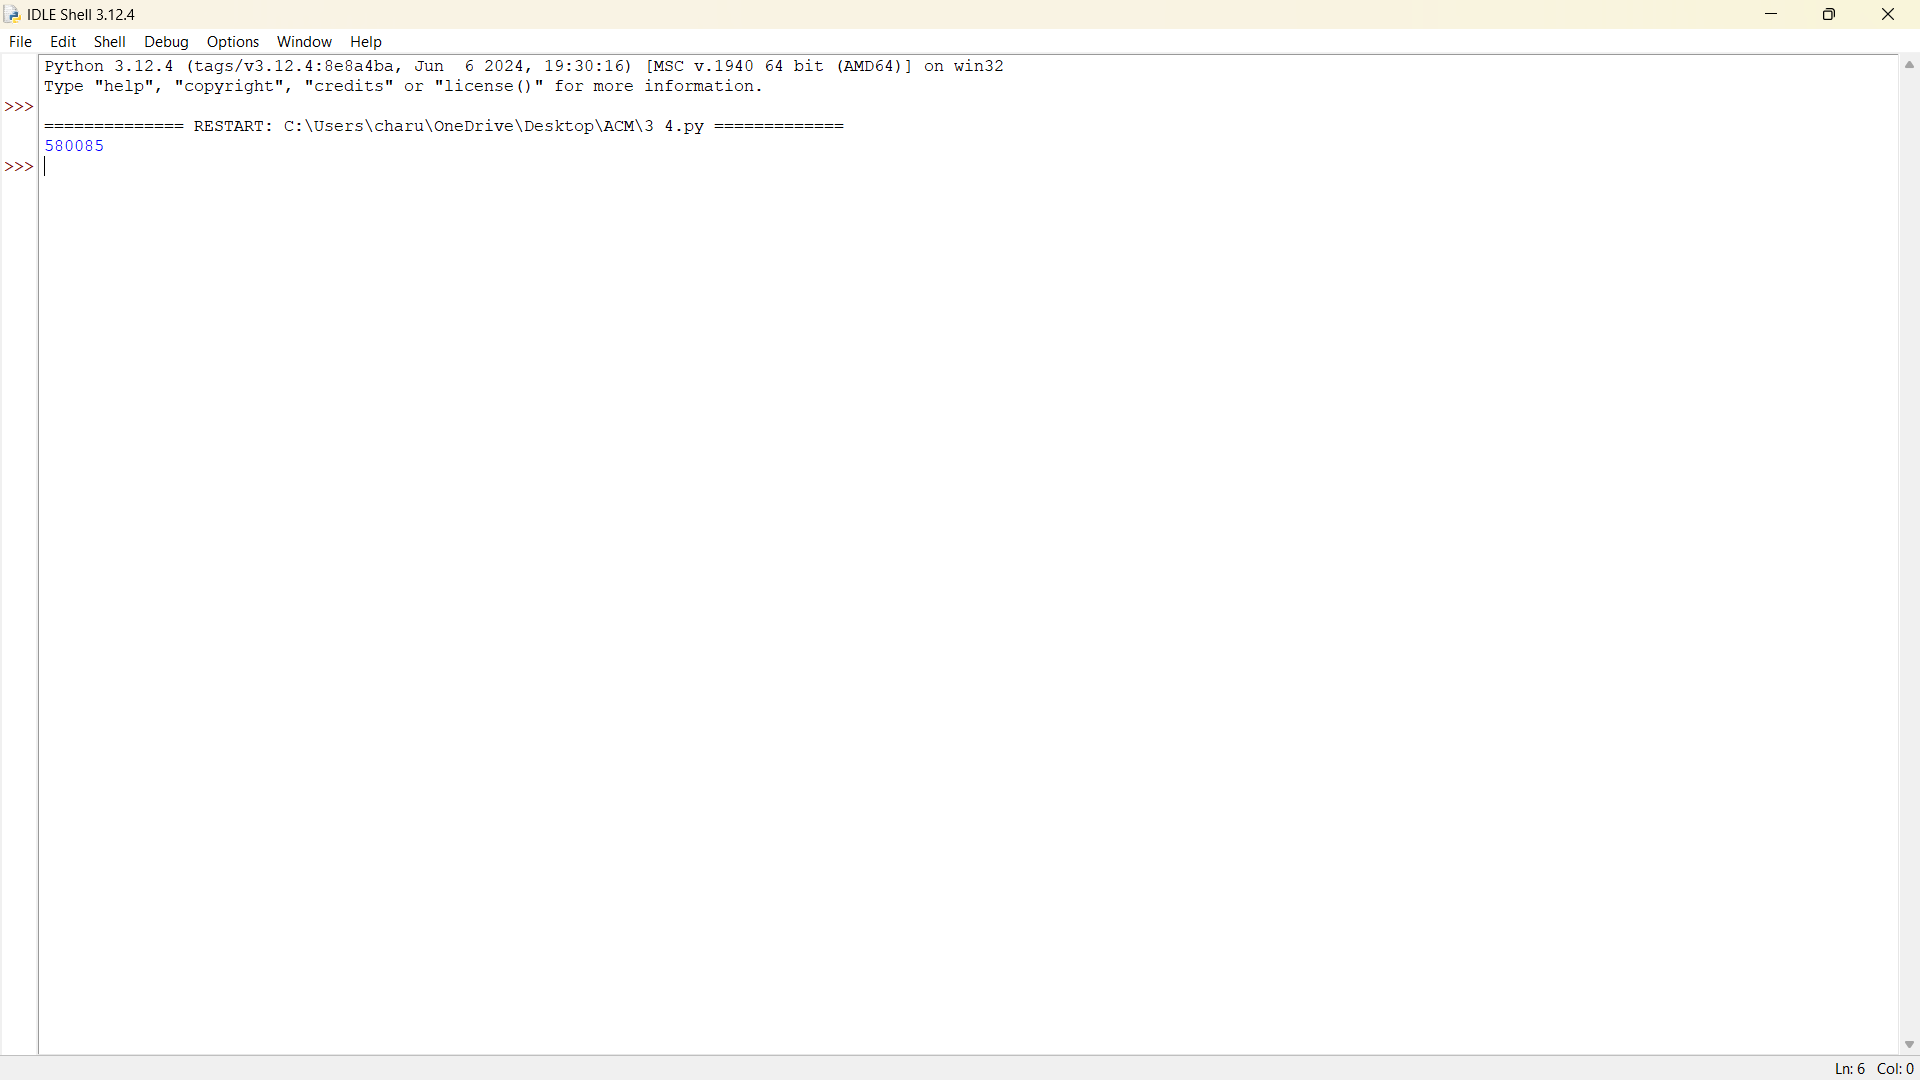 IDLE Shell 3.12.4
File Edit Shell Debug Options Window Help
Python 3.12.4 (tags/v3.12.4:8e8a4ba, Jun  6 2024, 19:30:16) [MSC v.1940 64 bit (AMD64)] on win32
Type "help", "copyright", "credits" or "license()" for more information.
>>>
============== RESTART: C:\Users\charu\OneDrive\Desktop\ACM\3 4.py =============
580085
>>>
Ln: 6 Col: 0